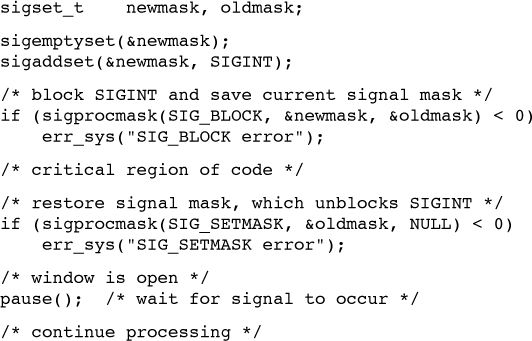 sigset_t    newmask, oldmask;
sigemptyset(&newmask);
sigaddset(&newmask, SIGINT);
/* block SIGINT and save current signal mask */
if (sigprocmask(SIG_BLOCK, &newmask, &oldmask) < 0)
    err_sys("SIG_BLOCK error");
/* critical region of code */
/* restore signal mask, which unblocks SIGINT */
if (sigprocmask(SIG_SETMASK, &oldmask, NULL) < 0)
    err_sys("SIG_SETMASK error");
/* window is open */
pause();  /* wait for signal to occur */
/* continue processing */